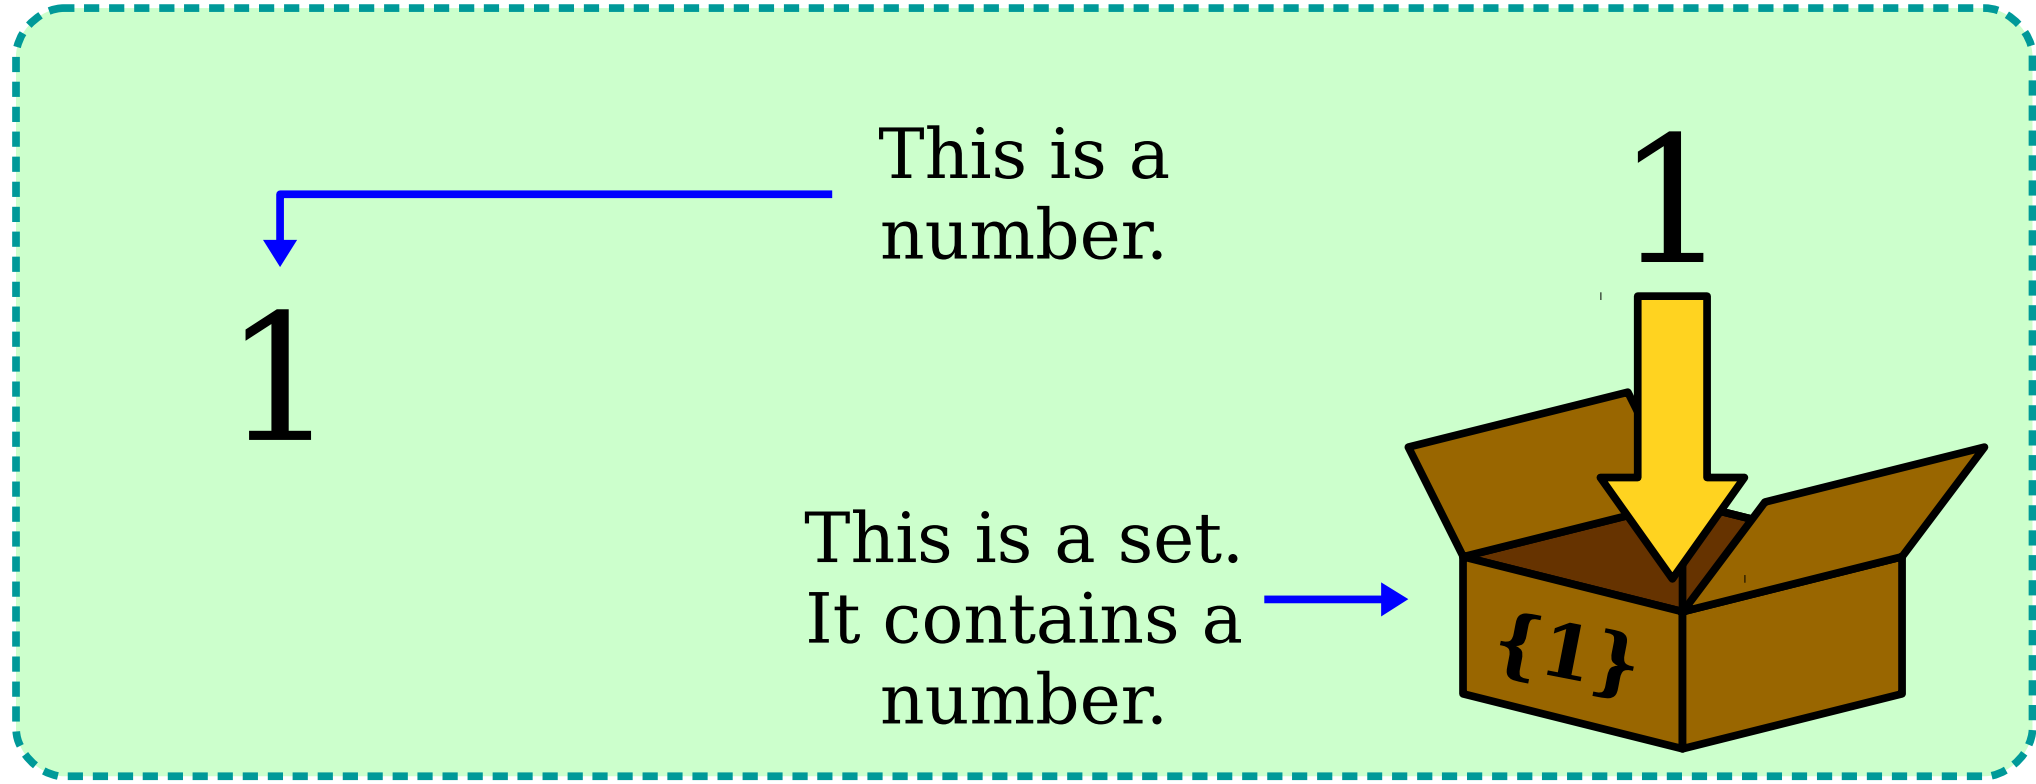 This is a
number.
1
1
This is a set.
It contains a
number.
{1}